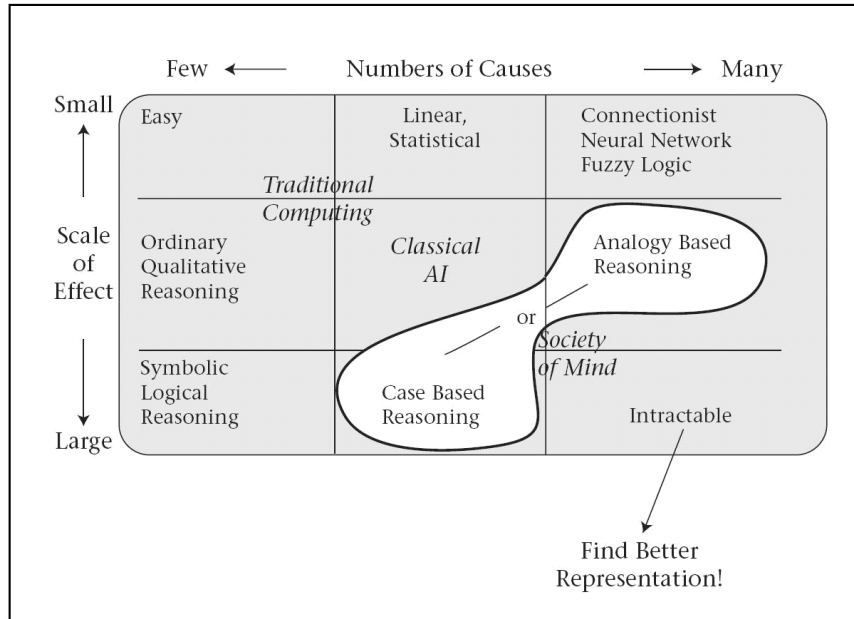 Few Numbers of Causes Many
Small
Scale
of
Effect
Large
Easy
Linear,
Statistical
Connectionist
Neural Network
Fuzzy Logic
Traditional
Computing
Ordinary
Qualitative
Reasoning
Classical
AI
Analogy Based
Reasoning
or
Society
of Mind
Symbolic
Logical
Reasoning
Case Based
Reasoning
Intractable
Find Better
Representation!